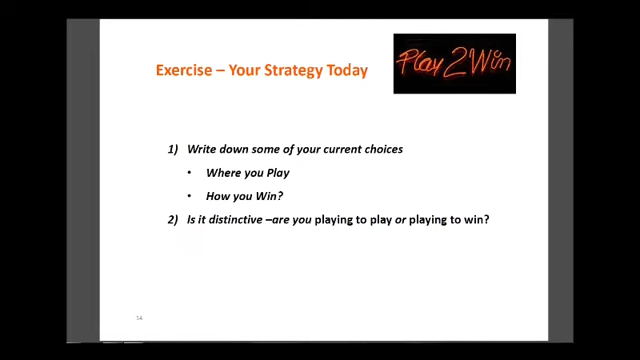 Play 2 Win
Exercise – Your Strategy Today
1) Write down some of your current choices
• Where you Play
• How you Win?
2) Is it distinctive –are you playing to play or playing to win?